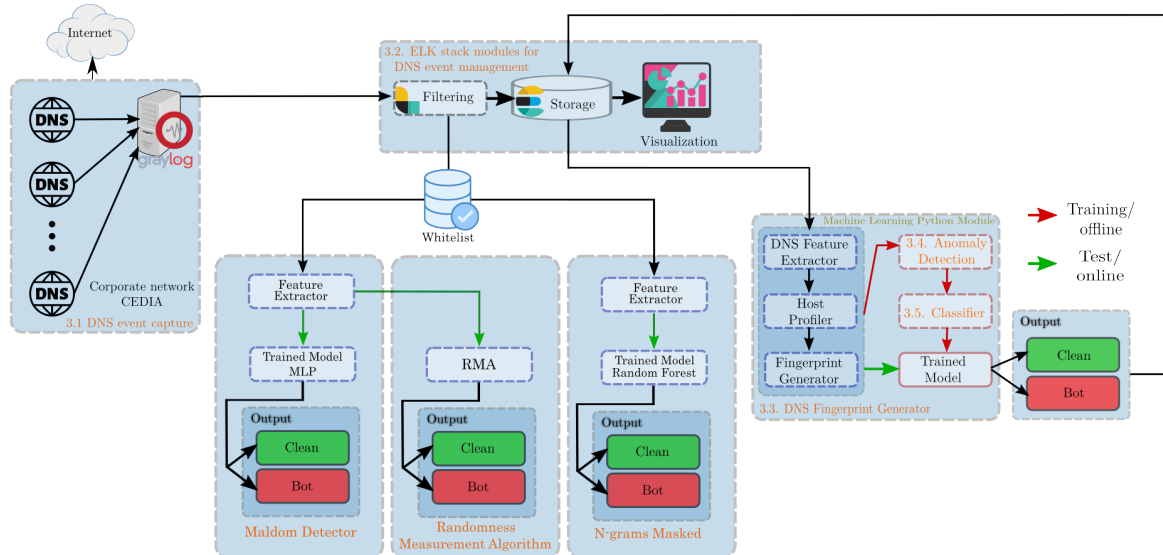 Internet
DNS
DNS
DNS
graylog
Corporate network
CEDIA
3.1 DNS event capture
3.2. ELK stack modules for
DNS event management
Filtering
Storage
Visualization
Whitelist
Feature
Extractor
Trained Model
MLP
Output
Clean
Bot
Maldom Detector
RMA
Output
Clean
Bot
Randomness
Measurement Algorithm
Feature
Extractor
Trained Model
Random Forest
Output
Clean
Bot
N-grams Masked
Machine Learning Python Module
DNS Feature
Extractor
Host
Profiler
Fingerprint
Generator
3.4. Anomaly
Detection
3.5. Classifier
Trained
Model
3.3. DNS Fingerprint Generator
Training/
offline
Test/
online
Output
Clean
Bot